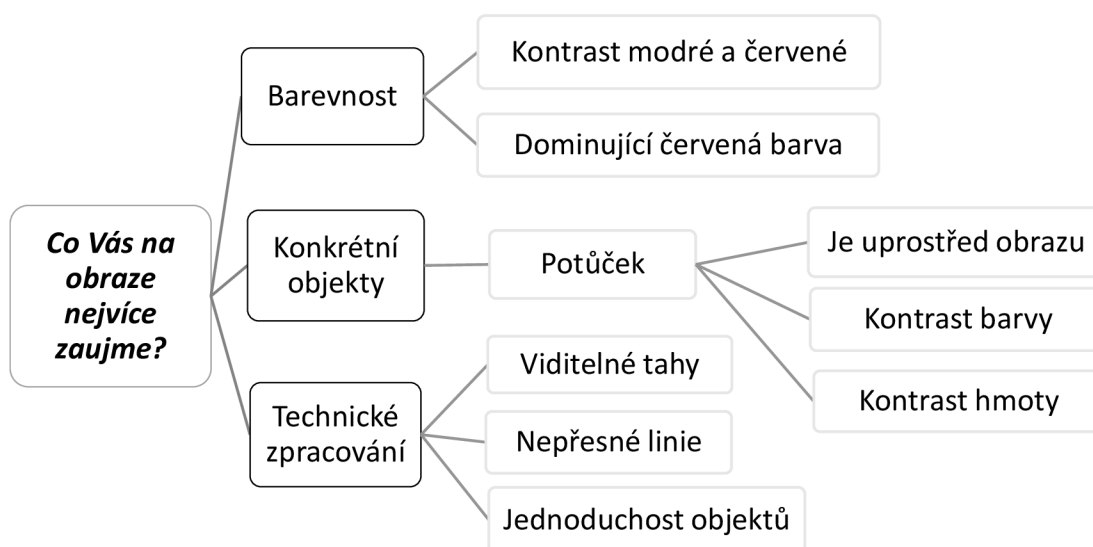 Co Vás na
obraze
nejvíce
zaujme?
Barevnost
Kontrast modré a červené
Dominující červená barva
Konkrétní
objekty
Potůček
Je uprostřed obrazu
Kontrast barvy
Kontrast hmoty
Technické
zpracování
Viditelné tahy
Nepřesné linie
Jednoduchost objektů